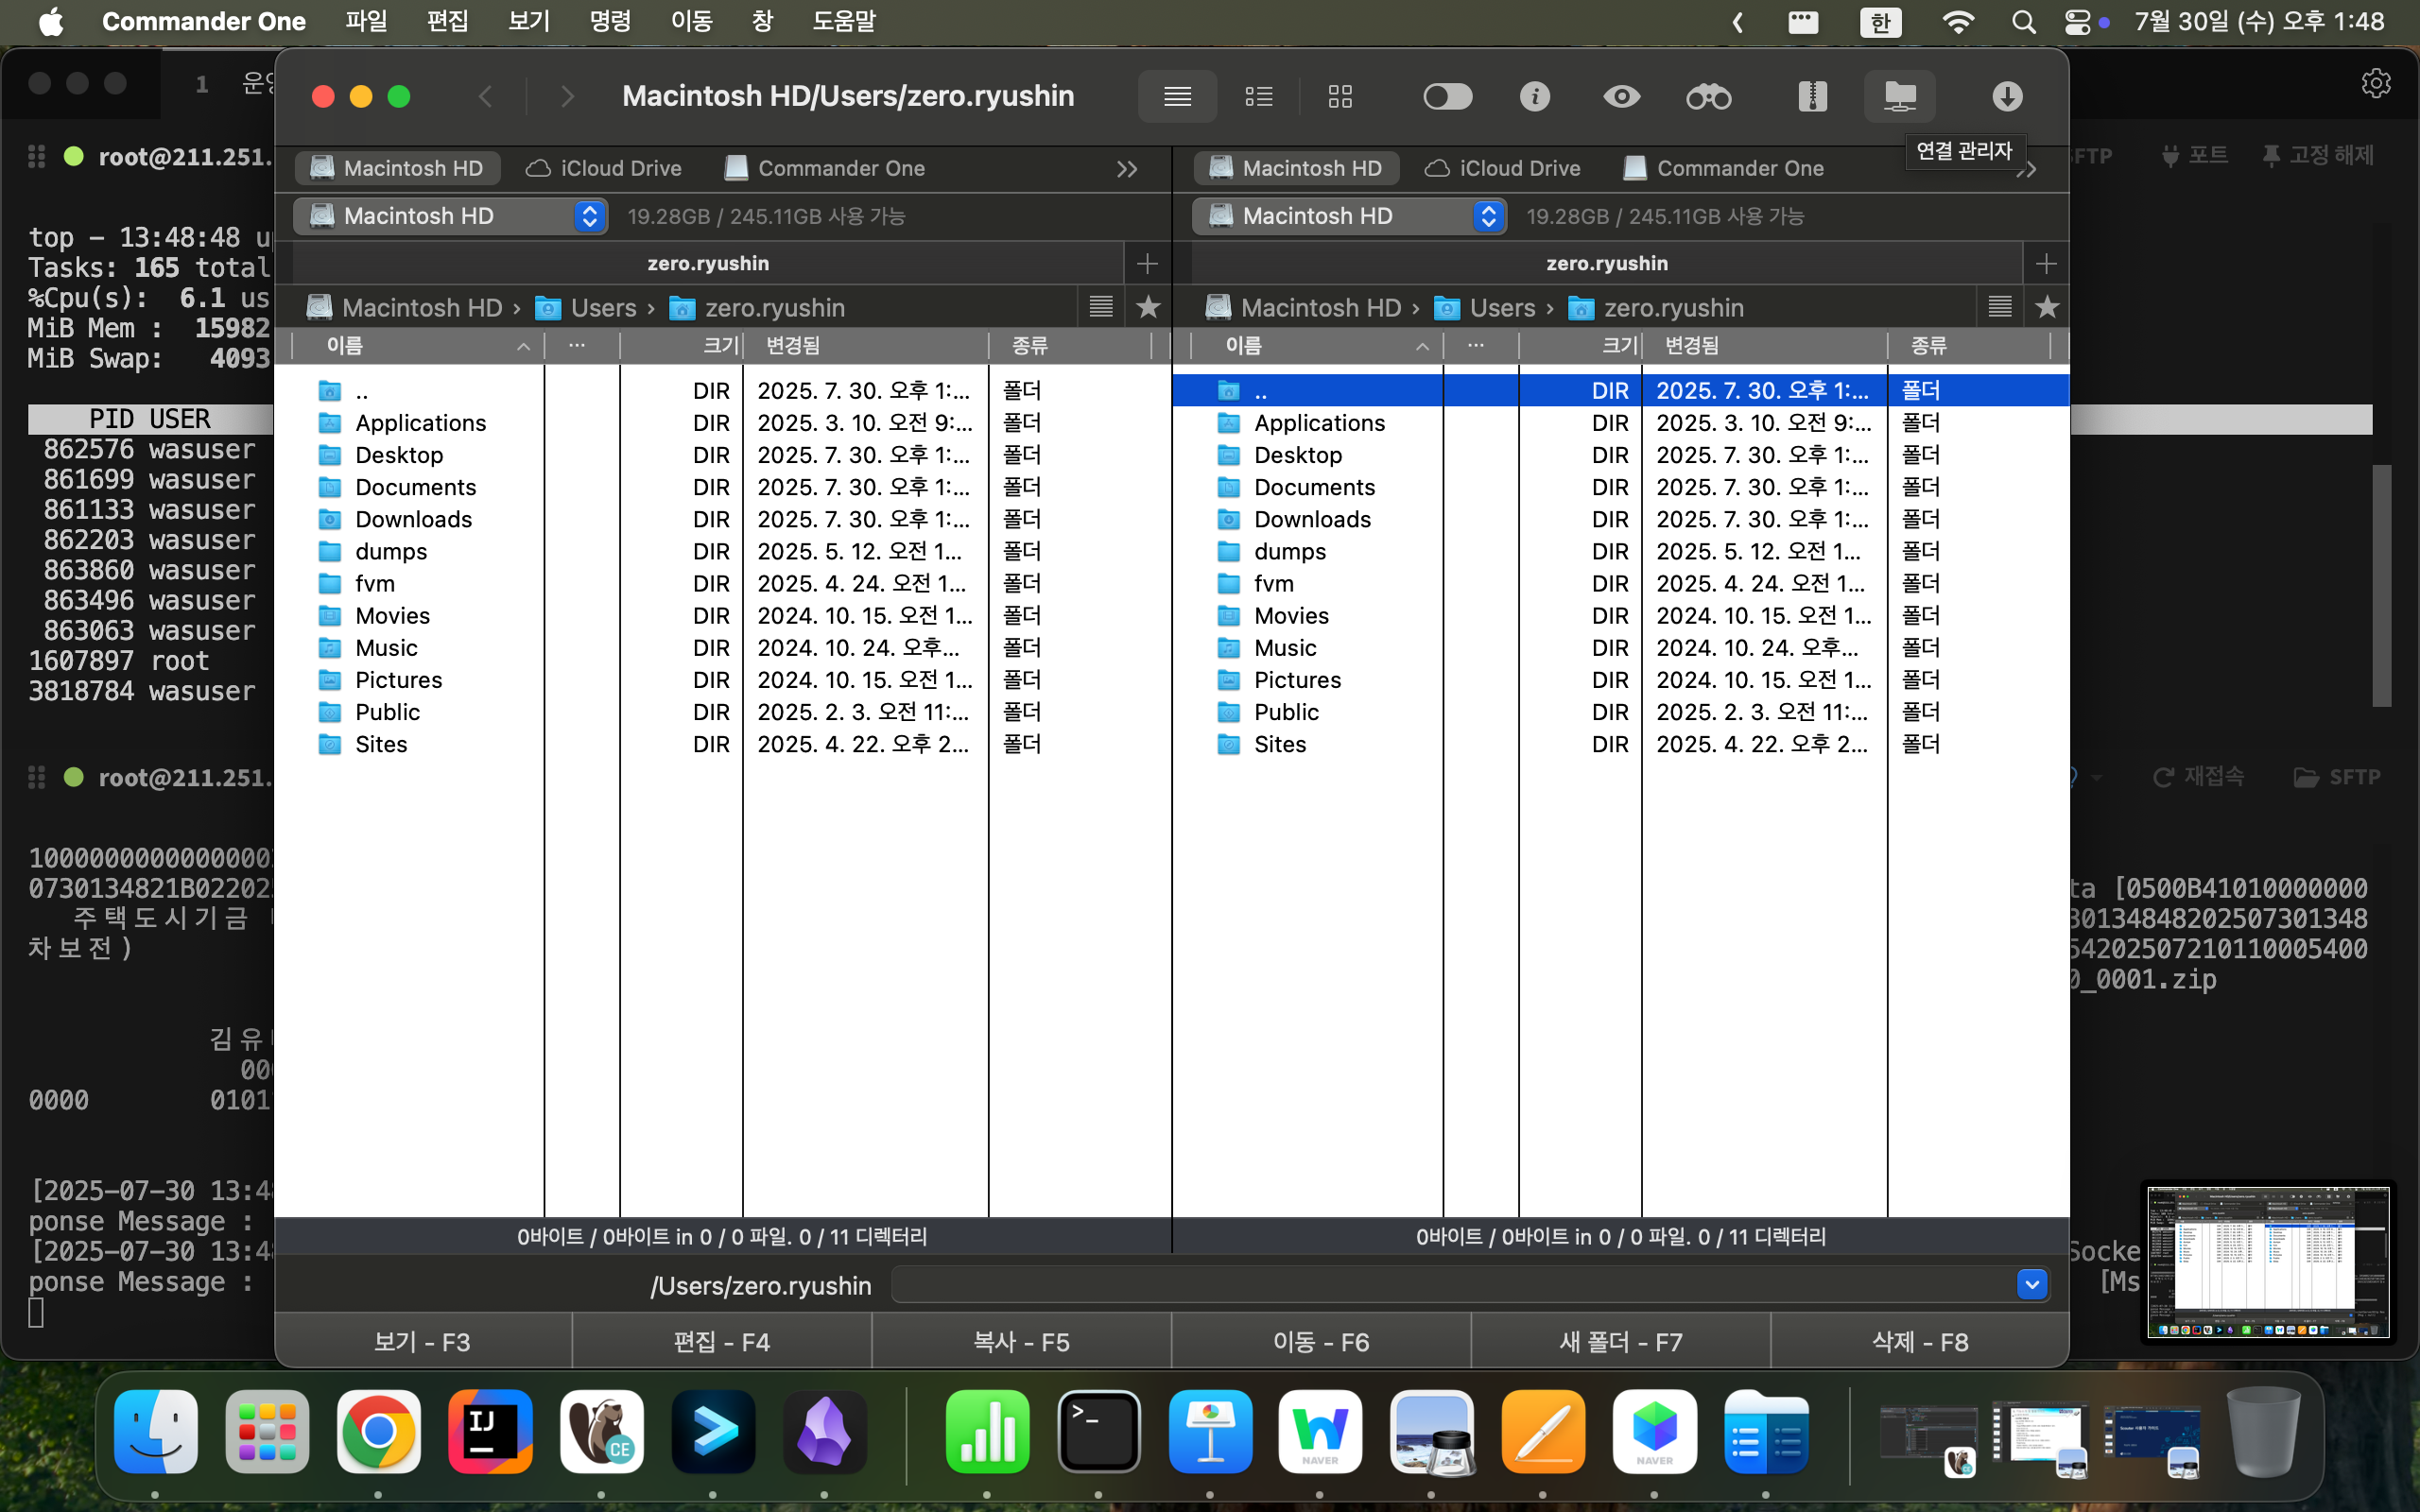 Commander One 파일 편집 보기 명령 이동 창 도움말 한 7월 30일 (수) 오후 1:48
1
Macintosh HD/Users/zero.ryushin
연결 관리자
root@211.251.
포트 고정 해제
Macintosh HD iCloud Drive Commander One
Macintosh HD iCloud Drive Commander One
Macintosh HD 19.28GB / 245.11GB 사용 가능
Macintosh HD 19.28GB / 245.11GB 사용 가능
zero.ryushin
zero.ryushin
Macintosh HD › Users › zero.ryushin
Macintosh HD › Users › zero.ryushin
이름 ... 크기 변경됨 종류
이름 ... 크기 변경됨 종류
.. DIR 2025. 7. 30. 오후 1:... 폴더
Applications DIR 2025. 3. 10. 오전 9:... 폴더
Desktop DIR 2025. 7. 30. 오후 1:... 폴더
Documents DIR 2025. 7. 30. 오후 1:... 폴더
Downloads DIR 2025. 7. 30. 오후 1:... 폴더
dumps DIR 2025. 5. 12. 오전 1... 폴더
fvm DIR 2025. 4. 24. 오전 1... 폴더
Movies DIR 2024. 10. 15. 오전 1... 폴더
Music DIR 2024. 10. 24. 오후... 폴더
Pictures DIR 2024. 10. 15. 오전 1... 폴더
Public DIR 2025. 2. 3. 오전 11:... 폴더
Sites DIR 2025. 4. 22. 오후 2... 폴더
.. DIR 2025. 7. 30. 오후 1:... 폴더
Applications DIR 2025. 3. 10. 오전 9:... 폴더
Desktop DIR 2025. 7. 30. 오후 1:... 폴더
Documents DIR 2025. 7. 30. 오후 1:... 폴더
Downloads DIR 2025. 7. 30. 오후 1:... 폴더
dumps DIR 2025. 5. 12. 오전 1... 폴더
fvm DIR 2025. 4. 24. 오전 1... 폴더
Movies DIR 2024. 10. 15. 오전 1... 폴더
Music DIR 2024. 10. 24. 오후... 폴더
Pictures DIR 2024. 10. 15. 오전 1... 폴더
Public DIR 2025. 2. 3. 오전 11:... 폴더
Sites DIR 2025. 4. 22. 오후 2... 폴더
0바이트 / 0바이트 in 0 / 0 파일. 0 / 11 디렉터리
0바이트 / 0바이트 in 0 / 0 파일. 0 / 11 디렉터리
/Users/zero.ryushin
보기 - F3 편집 - F4 복사 - F5 이동 - F6 새 폴더 - F7 삭제 - F8
top - 13:48:48
Tasks: 165 total
%Cpu(s): 6.1 us
MiB Mem : 15982
MiB Swap: 4093
PID USER
862576 wasuser
861699 wasuser
861133 wasuser
862203 wasuser
863860 wasuser
863496 wasuser
863063 wasuser
1607897 root
3818784 wasuser
root@211.251.
재접속 SFTP
1000000000000000
0730134821B02202
주택도시기금
차보전)
김유
0000 0101
ta [0500B41010000000
30134848202507301348
54202507210110005400
0_0001.zip
[2025-07-30 13:4
ponse Message :
[2025-07-30 13:4
ponse Message :
Socke
[Ms
IJ
CE
NAVER
NAVER